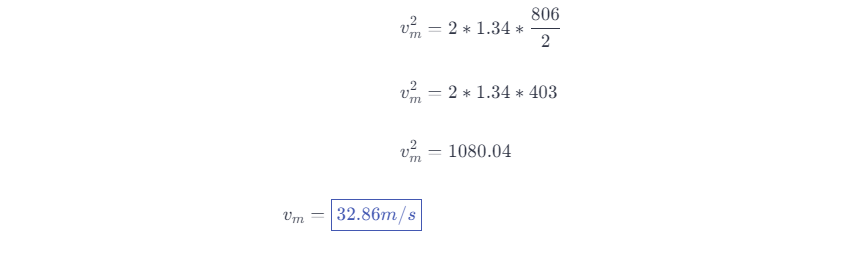 v_m^2 = 2 * 1.34 * \frac{806}{2}
v_m^2 = 2 * 1.34 * 403
v_m^2 = 1080.04
v_m = 32.86m/s